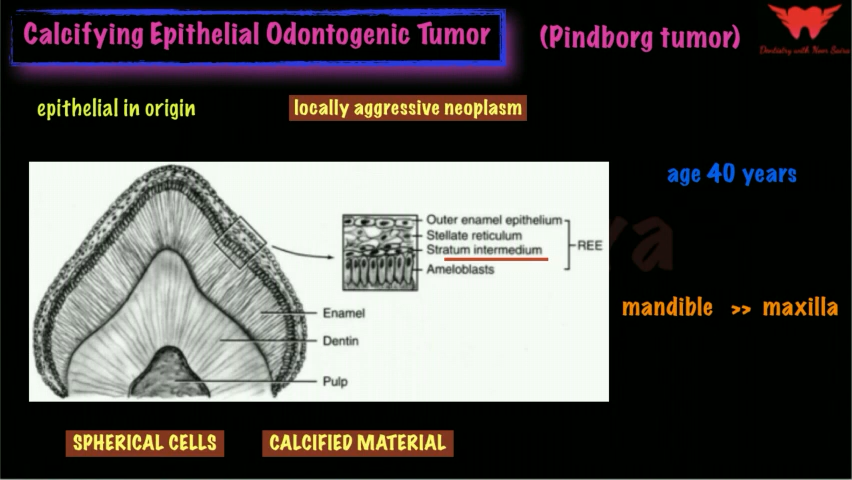 Calcifying Epithelial Odontogenic Tumor (Pindborg tumor)
epithelial in origin
locally aggressive neoplasm
age 40 years
Outer enamel epithelium
Stellate reticulum
Stratum intermedium
Ameloblasts
REE
Enamel
Dentin
Pulp
mandible >> maxilla
SPHERICAL CELLS
CALCIFIED MATERIAL